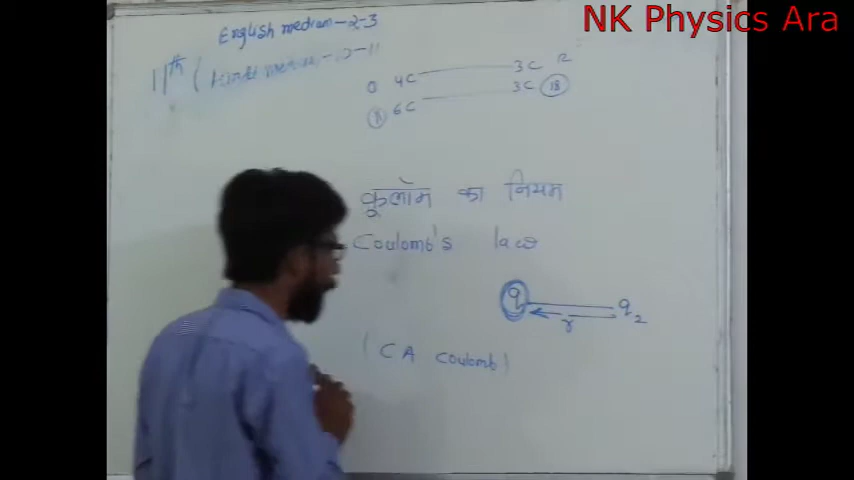 NK Physics Ara
English medium-2-3
11th
0 4C 3C 12
6C 3C 18
कूलॉम का नियम
Coulomb's law
q q2
r
(CA Coulomb)